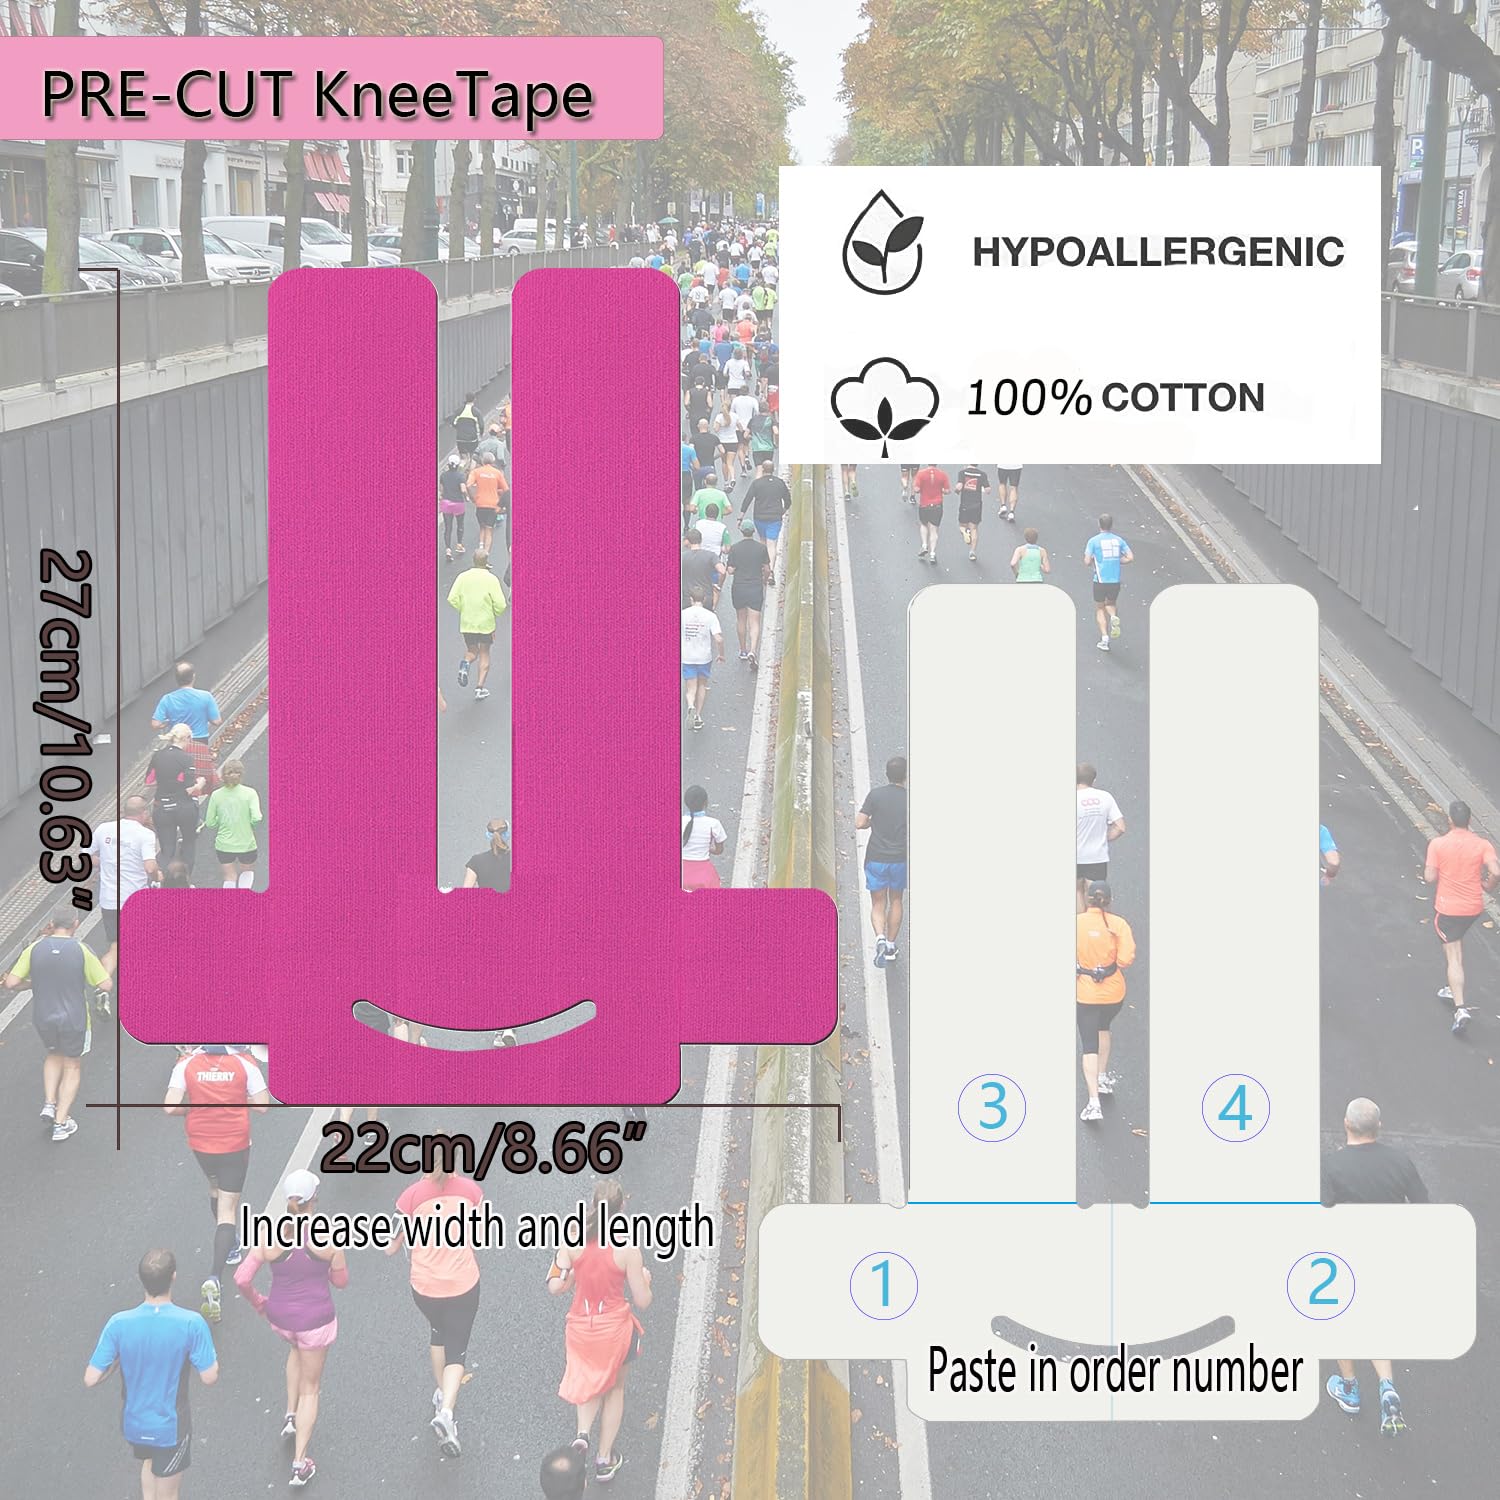 PRE-CUT KneeTape
HYPOALLERGENIC
100% COTTON
27cm/10.63”
THIERRY
22cm/8.66”
Increase width and length
3
4
1
2
Paste in order number